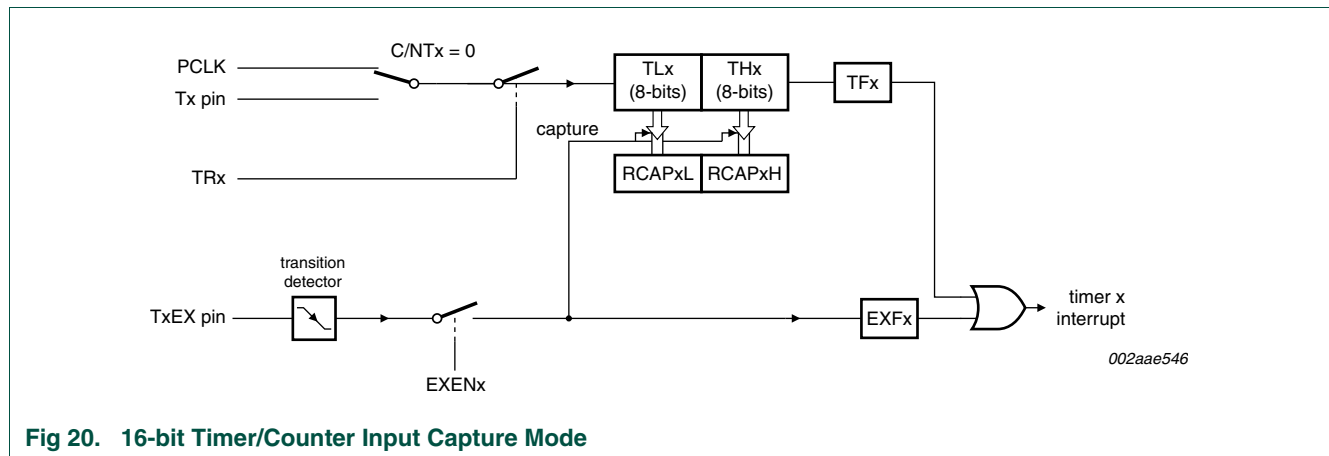 C/NTx = 0
PCLK
Tx pin
TRx
TLx
(8-bits)
THx
(8-bits)
TFx
capture
RCAPxL
RCAPxH
transition
detector
TxEX pin
EXENx
EXFx
timer x
interrupt
002aae546
Fig 20. 16-bit Timer/Counter Input Capture Mode